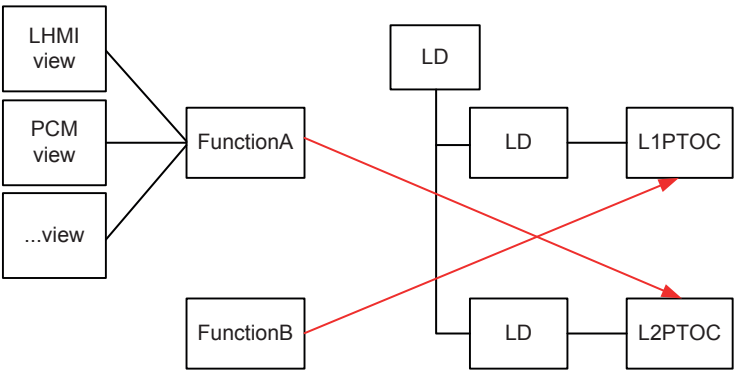 LHMI
view
PCM
view
...view
FunctionA
FunctionB
LD
LD
L1PTOC
LD
L2PTOC